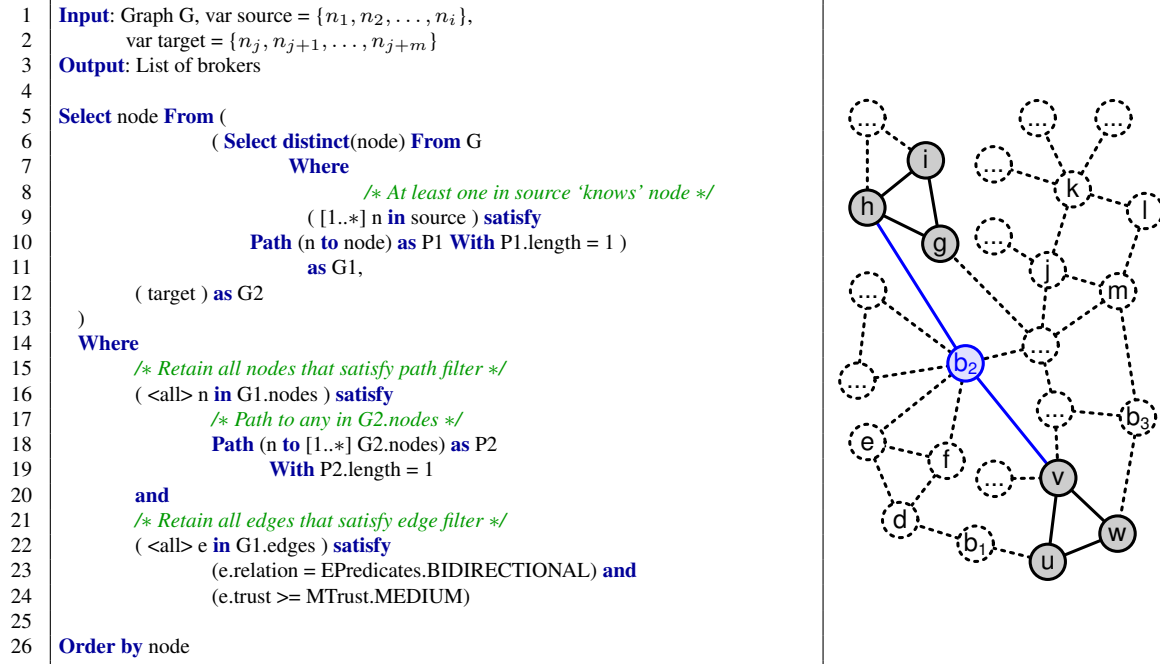 1 Input: Graph G, var source = {n₁, n₂, . . . , nᵢ},
2 var target = {nⱼ, nⱼ₊₁, . . . , nⱼ₊ₘ}
3 Output: List of brokers
4
5 Select node From (
6 ( Select distinct(node) From G
7 Where
8 /* At least one in source ‘knows’ node */
9 ( [1..*] n in source ) satisfy
10 Path (n to node) as P1 With P1.length = 1 )
11 as G1,
12 ( target ) as G2
13 )
14 Where
15 /* Retain all nodes that satisfy path filter */
16 ( <all> n in G1.nodes ) satisfy
17 /* Path to any in G2.nodes */
18 Path (n to [1..*] G2.nodes) as P2
19 With P2.length = 1
20 and
21 /* Retain all edges that satisfy edge filter */
22 ( <all> e in G1.edges ) satisfy
23 (e.relation = EPredicates.BIDIRECTIONAL) and
24 (e.trust >= MTrust.MEDIUM)
25
26 Order by node
... ... ...
i ...
k
h l
g ...
j
... m
...
b₂
...
... b₃
e
f
... v
d
w
b₁
u